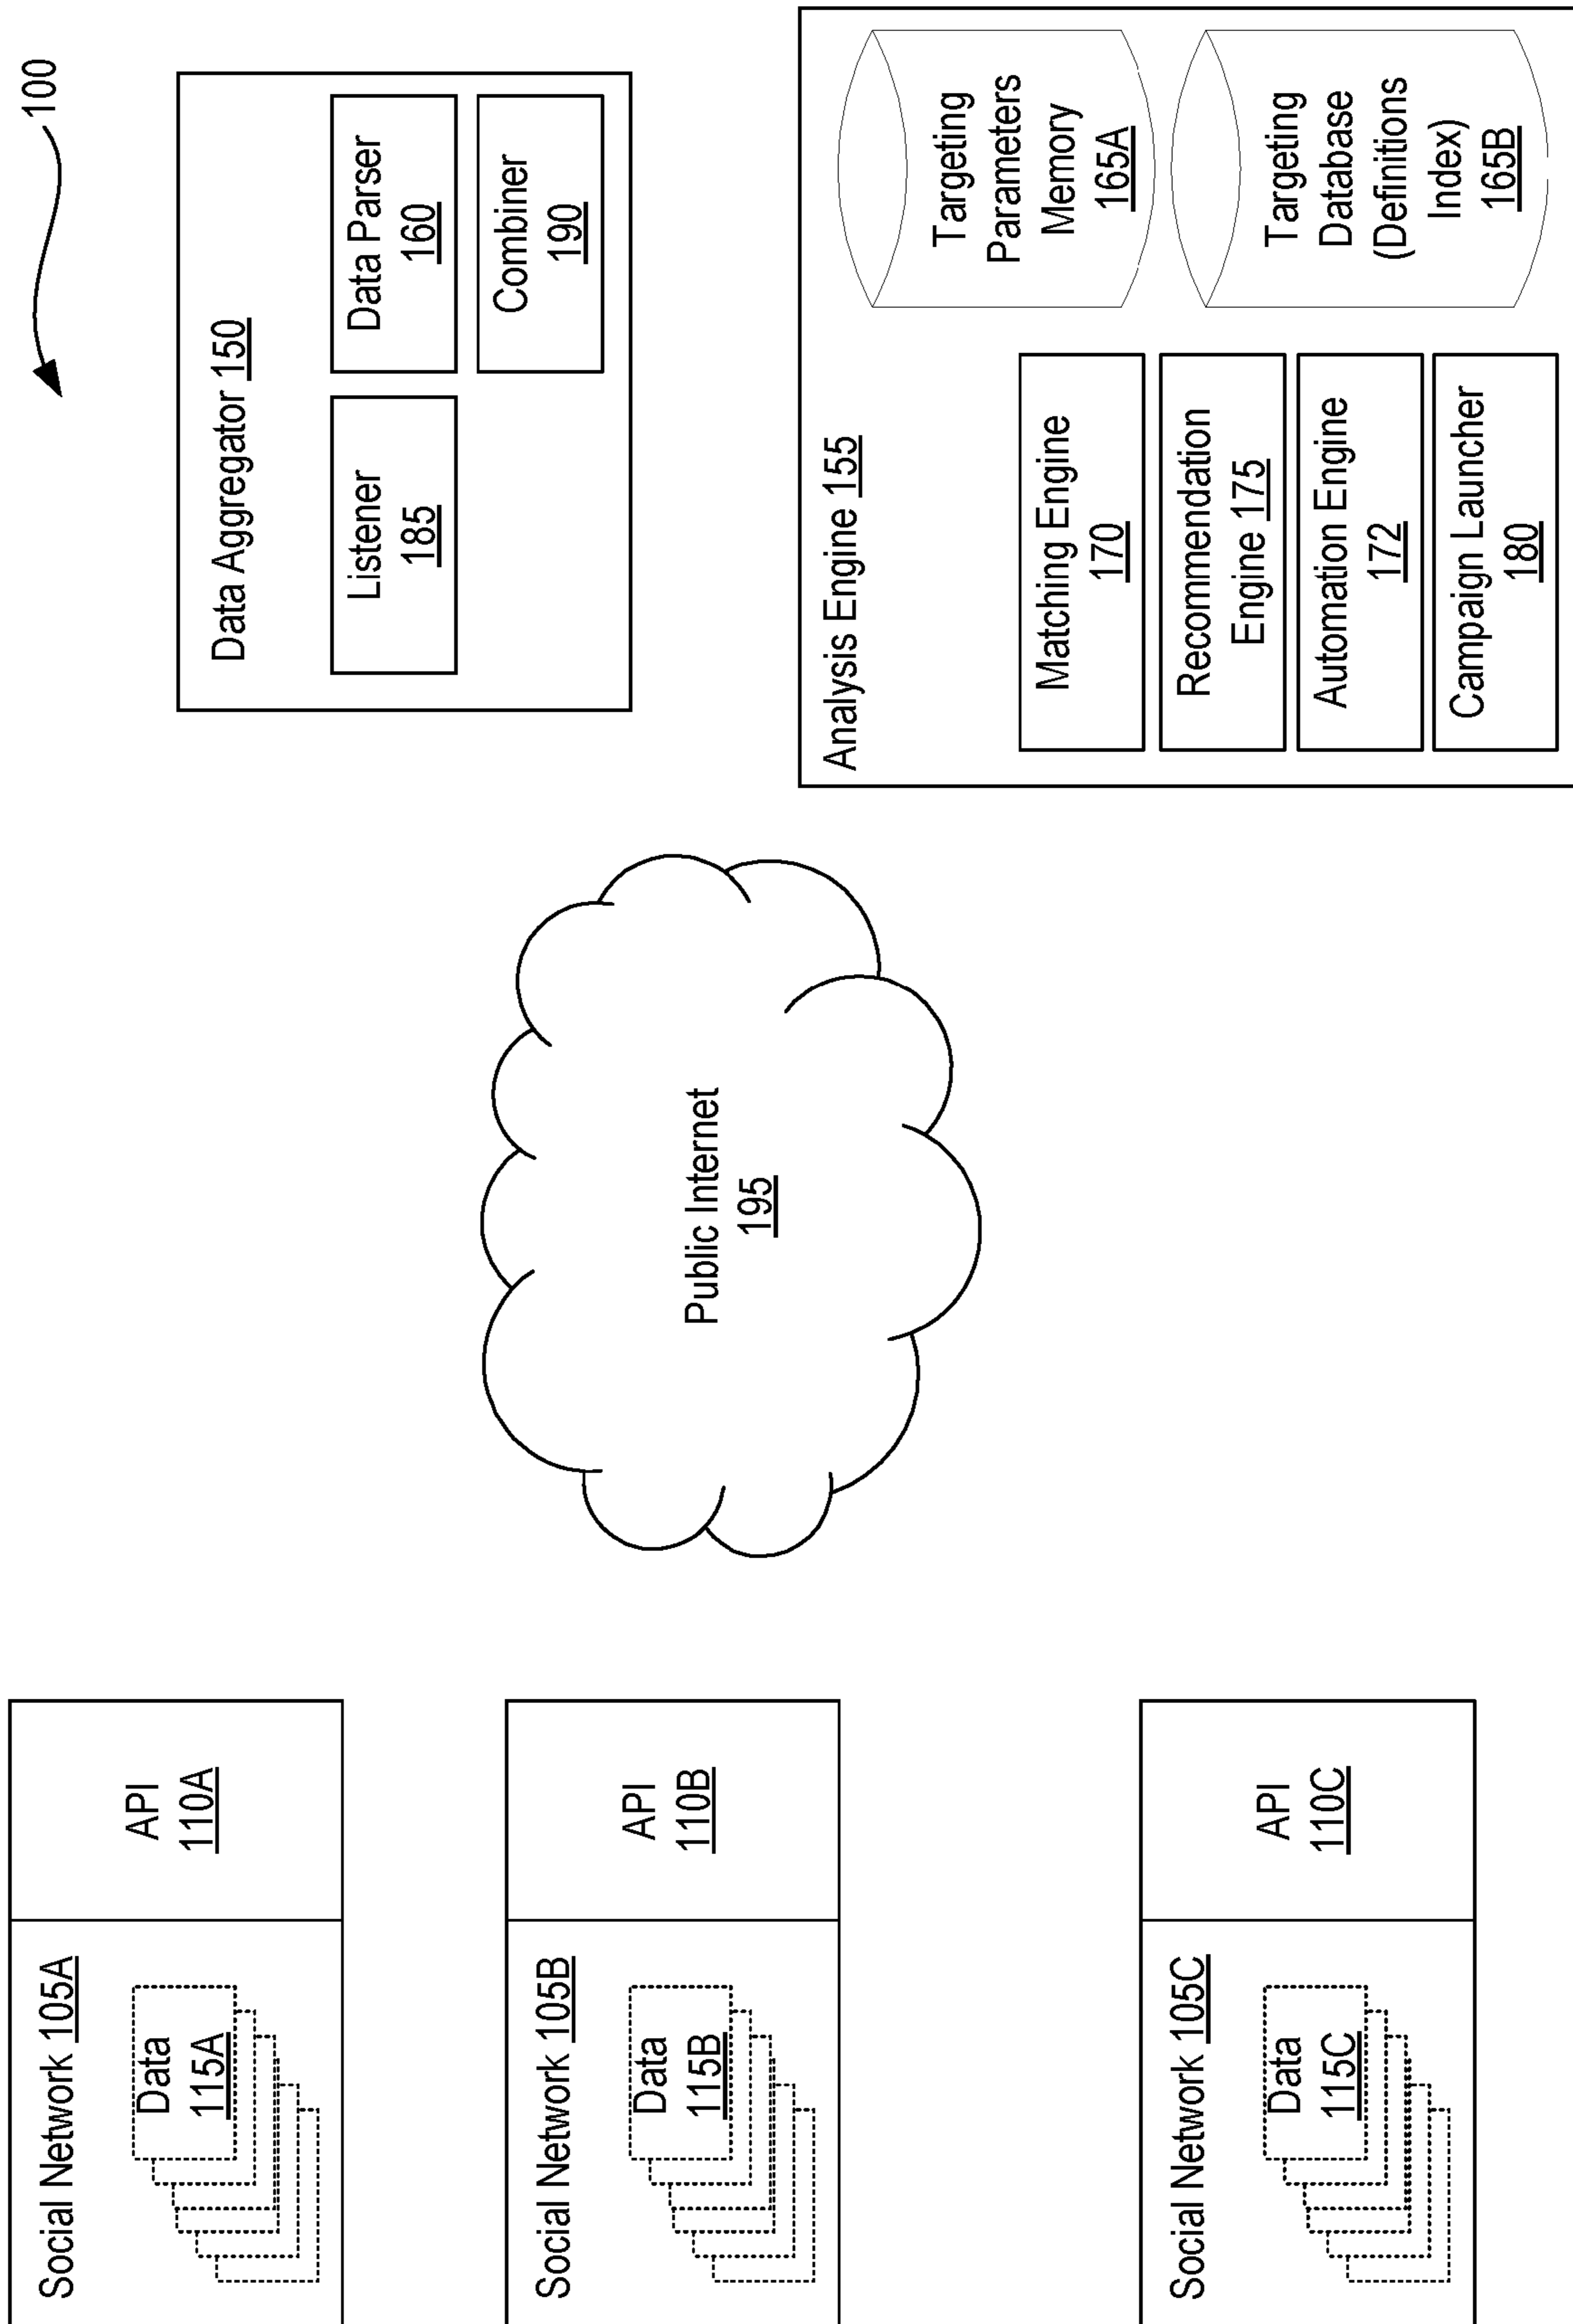 100
Social Network 105A
Data
115A
API
110A
Social Network 105B
Data
115B
API
110B
Social Network 105C
Data
115C
API
110C
Public Internet
195
Data Aggregator 150
Listener
185
Data Parser
160
Combiner
190
Analysis Engine 155
Matching Engine
170
Recommendation
Engine 175
Automation Engine
172
Campaign Launcher
180
Targeting
Parameters
Memory
165A
Targeting
Database
(Definitions
Index)
165B